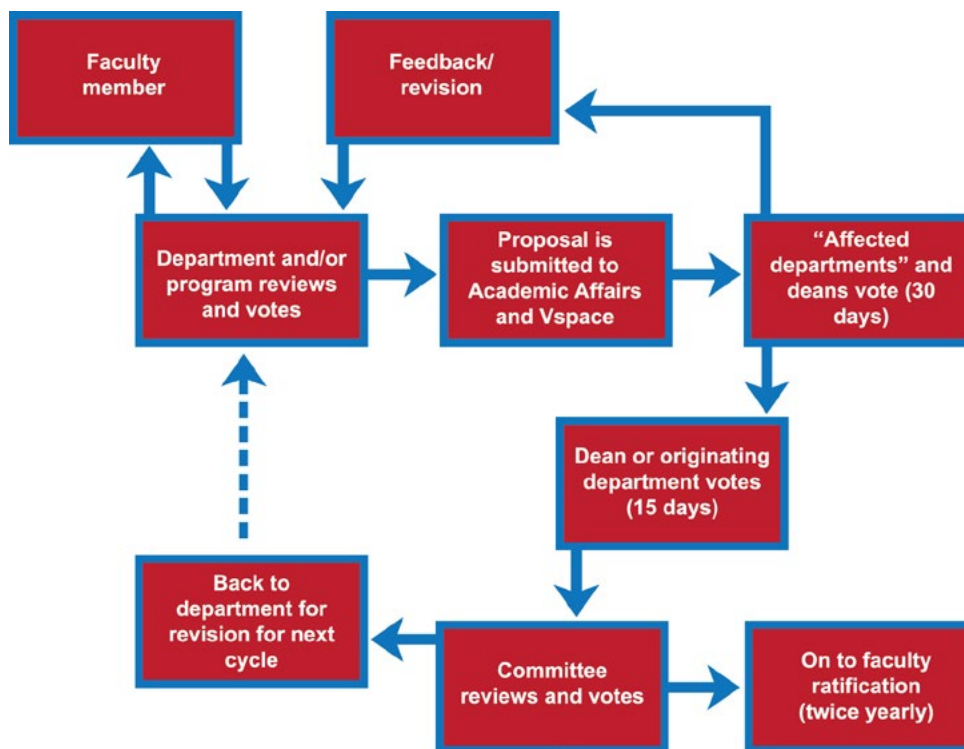 Faculty
member
Feedback/
revision
Department and/or
program reviews
and votes
Proposal is
submitted to
Academic Affairs
and Vspace
“Affected
departments” and
deans vote (30
days)
Dean or originating
department votes
(15 days)
Back to
department for
revision for next
cycle
Committee
reviews and votes
On to faculty
ratification
(twice yearly)